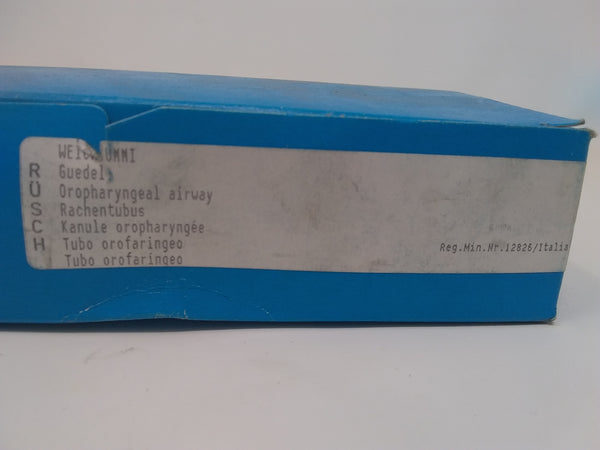 Guedel
Oropharyngeal airway
Rachentubus
Kanule oropharyngée
Tubo orofaringeo
Tubo orofaringeo
RÜSCH
Reg.Min.Nr.12826/Italia